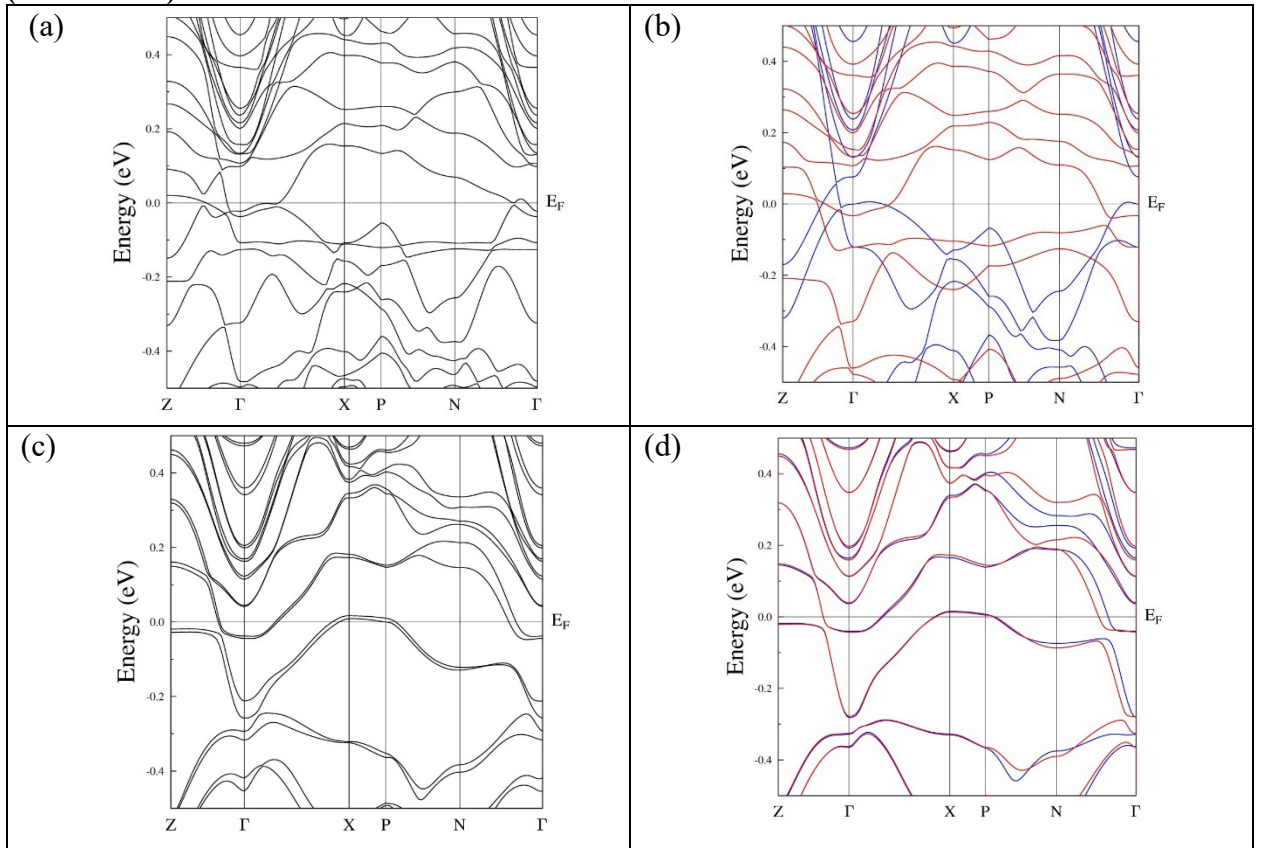 (a)
Energy (eV)
0.4
0.2
0.0
-0.2
-0.4
E_F
Z Γ X P N Γ
(b)
Energy (eV)
0.4
0.2
0.0
-0.2
-0.4
E_F
Z Γ X P N Γ
(c)
Energy (eV)
0.4
0.2
0.0
-0.2
-0.4
E_F
Z Γ X P N Γ
(d)
Energy (eV)
0.4
0.2
0.0
-0.2
-0.4
E_F
Z Γ X P N Γ